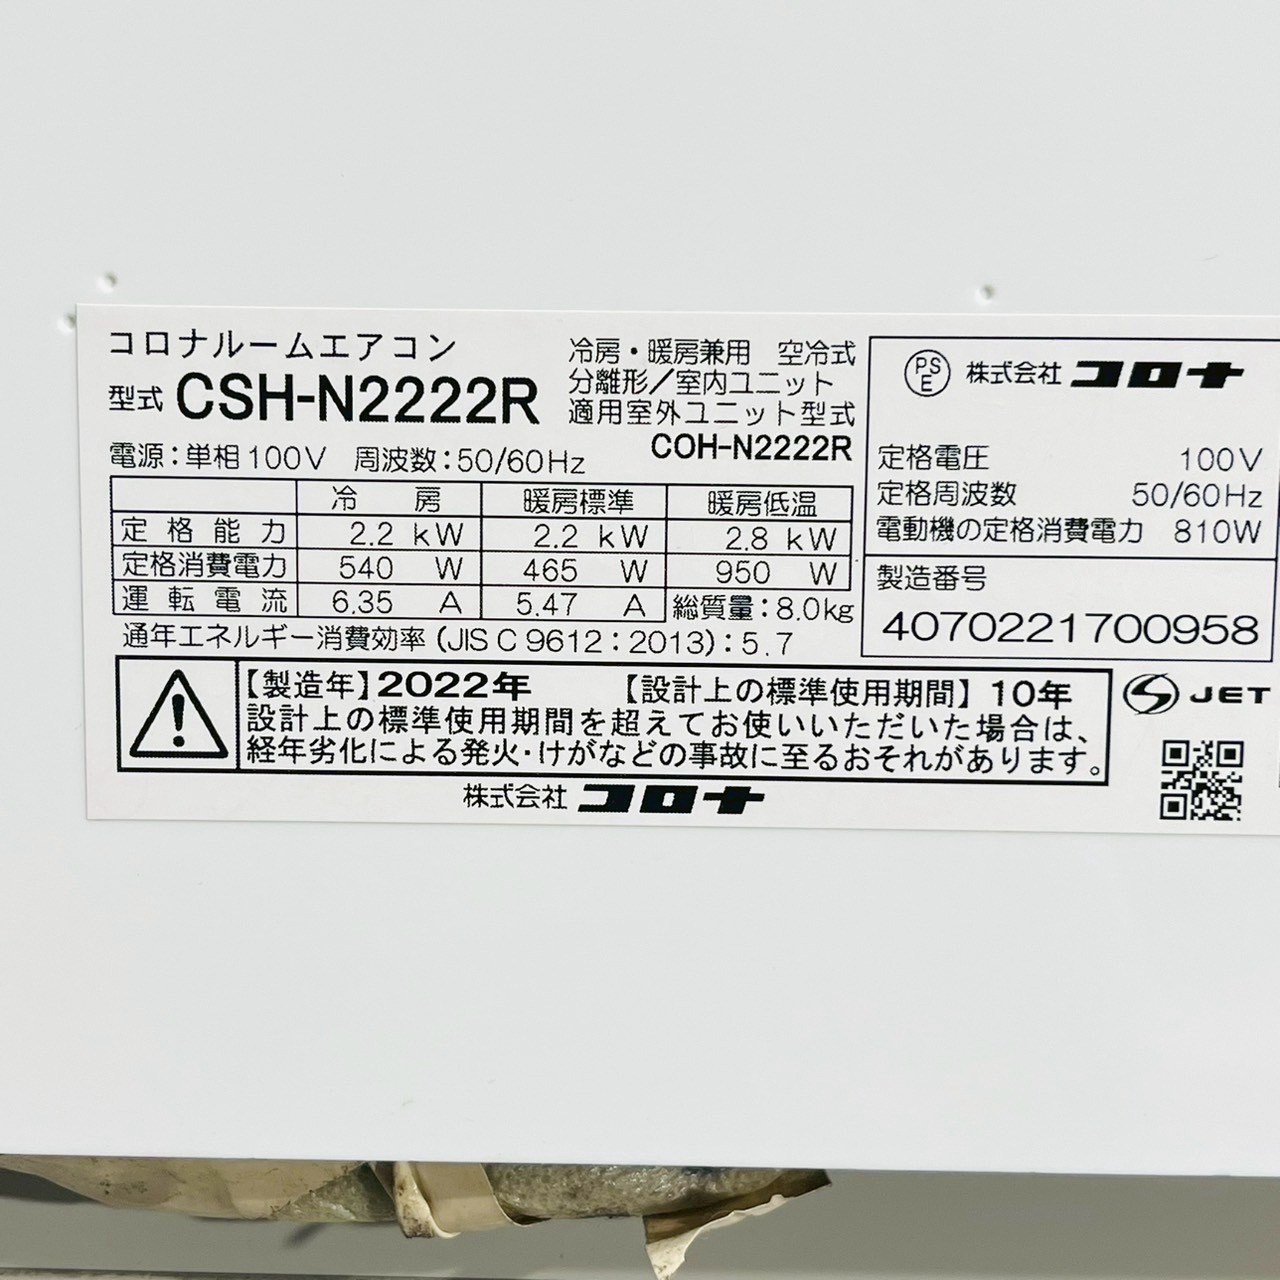 コロナルームエアコン
型式 CSH-N2222R
冷房・暖房兼用 空冷式
分離形／室内ユニット
適用室外ユニット型式
COH-N2222R
電源：単相100V 周波数：50/60Hz
冷房 暖房標準 暖房低温
定格能力 2.2 kW 2.2 kW 2.8 kW
定格消費電力 540 W 465 W 950 W
運転電流 6.35 A 5.47 A 総質量：8.0kg
通年エネルギー消費効率（JIS C 9612：2013）：5.7
PS
E
株式会社 コロナ
定格電圧 100V
定格周波数 50/60Hz
電動機の定格消費電力 810W
製造番号
40702217００958
【製造年】2022年 【設計上の標準使用期間】10年
設計上の標準使用期間を超えてお使いいただいた場合は、
経年劣化による発火・けがなどの事故に至るおそれがあります。
JET
株式会社 コロナ